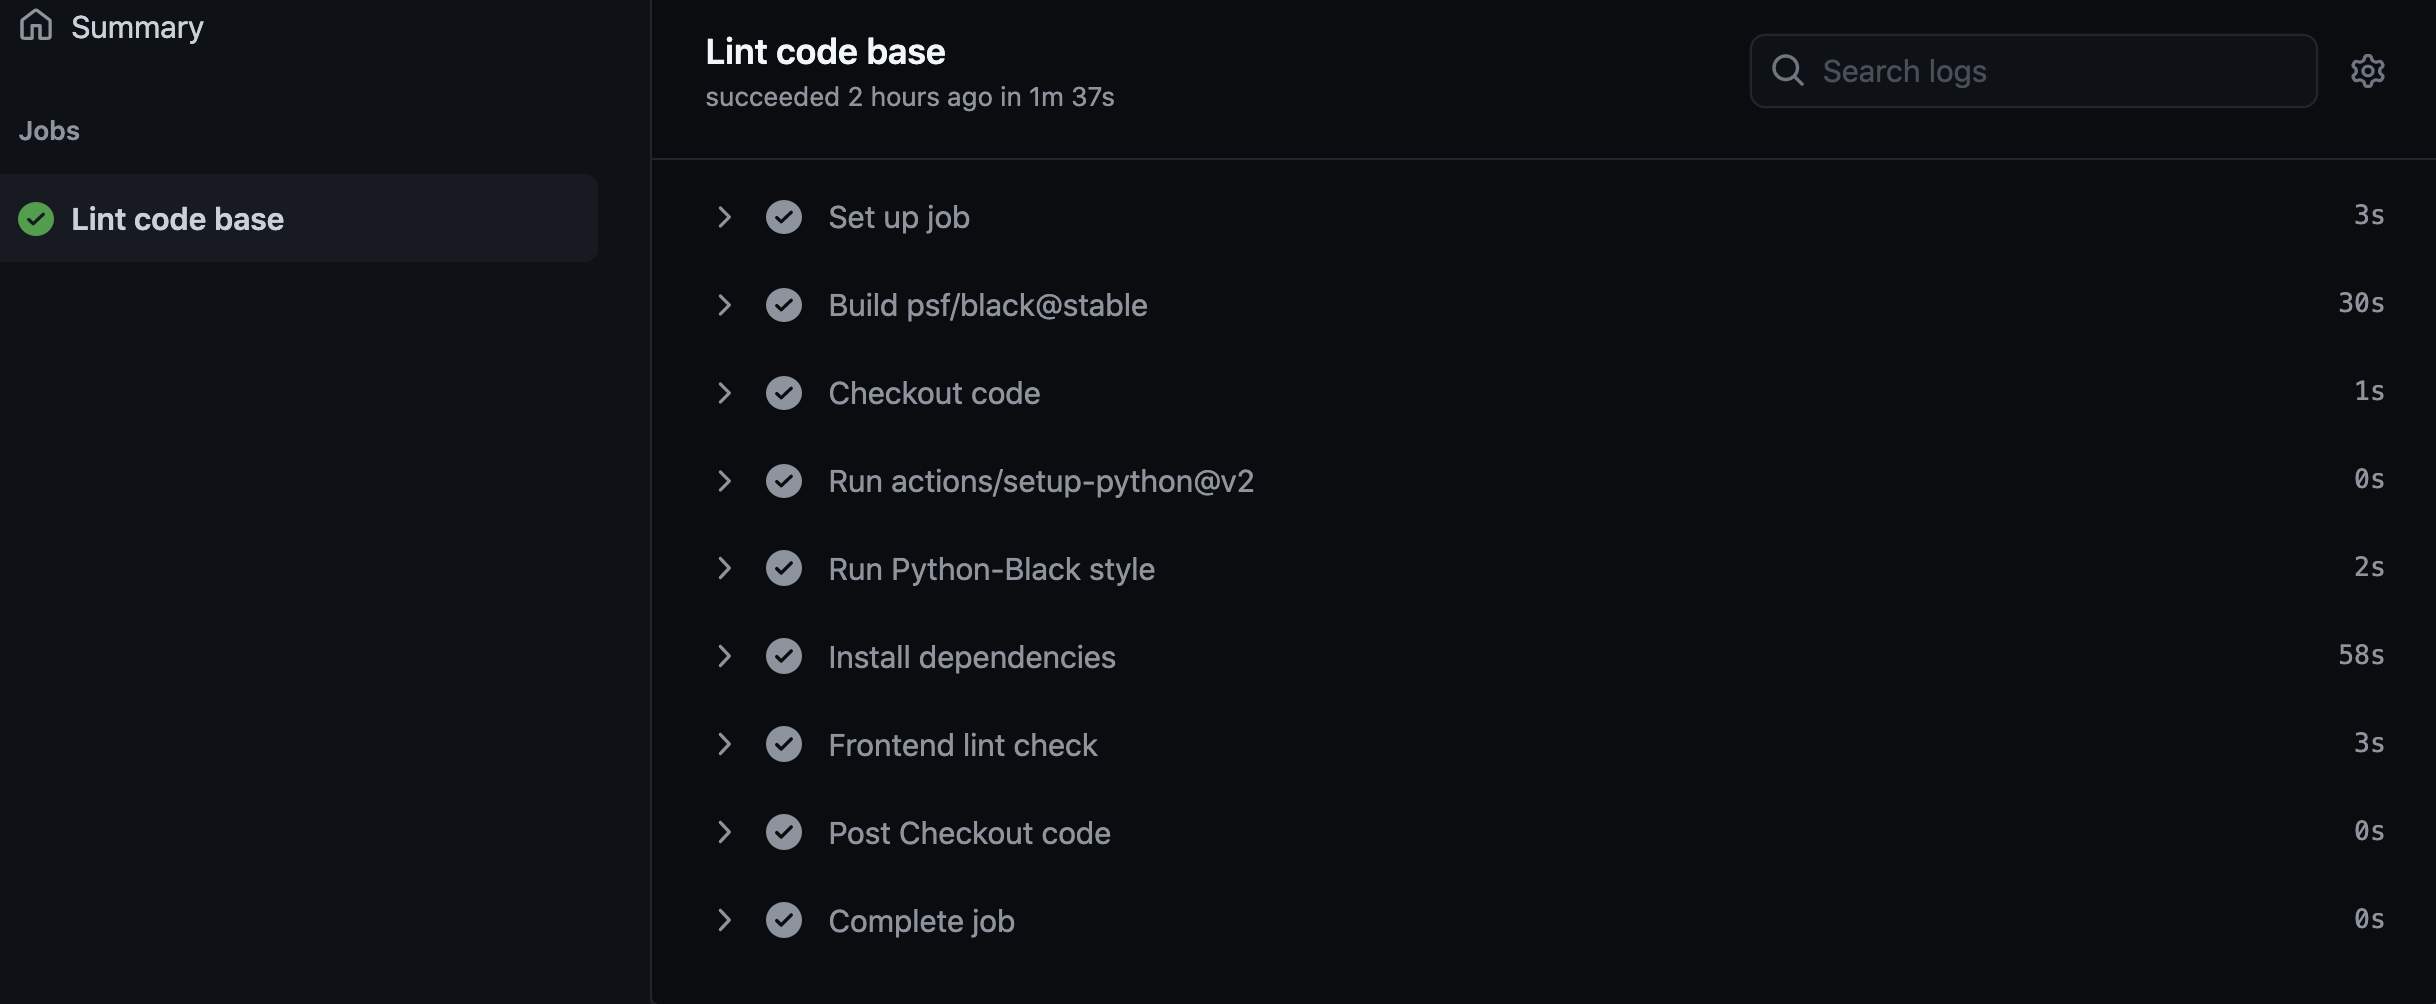 Summary
Jobs
Lint code base
Lint code base
succeeded 2 hours ago in 1m 37s
Search logs
Set up job 3s
Build psf/black@stable 30s
Checkout code 1s
Run actions/setup-python@v2 0s
Run Python-Black style 2s
Install dependencies 58s
Frontend lint check 3s
Post Checkout code 0s
Complete job 0s